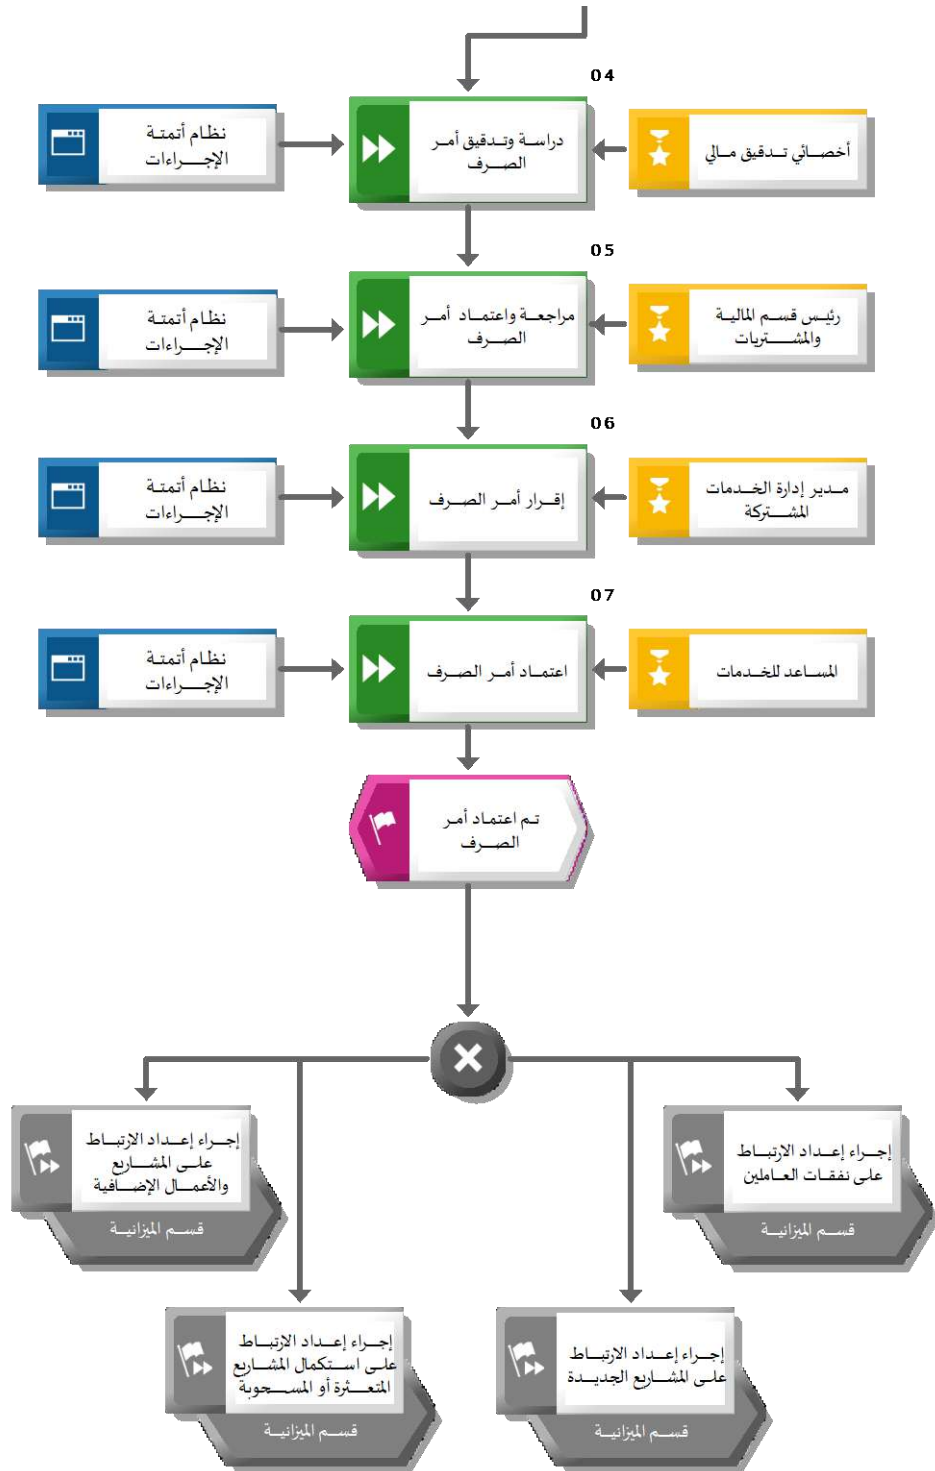 04
أخصائي تدقيق مالي
دراسة وتدقيق أمر
الصرف
نظام أتمتة
الإجراءات
05
رئيس قسم المالية
والمشتريات
مراجعة واعتماد أمر
الصرف
نظام أتمتة
الإجراءات
06
مدير إدارة الخدمات
المشتركة
إقرار أمر الصرف
نظام أتمتة
الإجراءات
07
المساعد للخدمات
اعتماد أمر الصرف
نظام أتمتة
الإجراءات
تم اعتماد أمر
الصرف
إجراء إعداد الارتباط
على نفقات العاملين
قسم الميزانية
إجراء إعداد الارتباط
على المشاريع
والأعمال الإضافية
قسم الميزانية
إجراء إعداد الارتباط
على المشاريع الجديدة
قسم الميزانية
إجراء إعداد الارتباط
على استكمال المشاريع
المتعثرة أو المسحوبة
قسم الميزانية